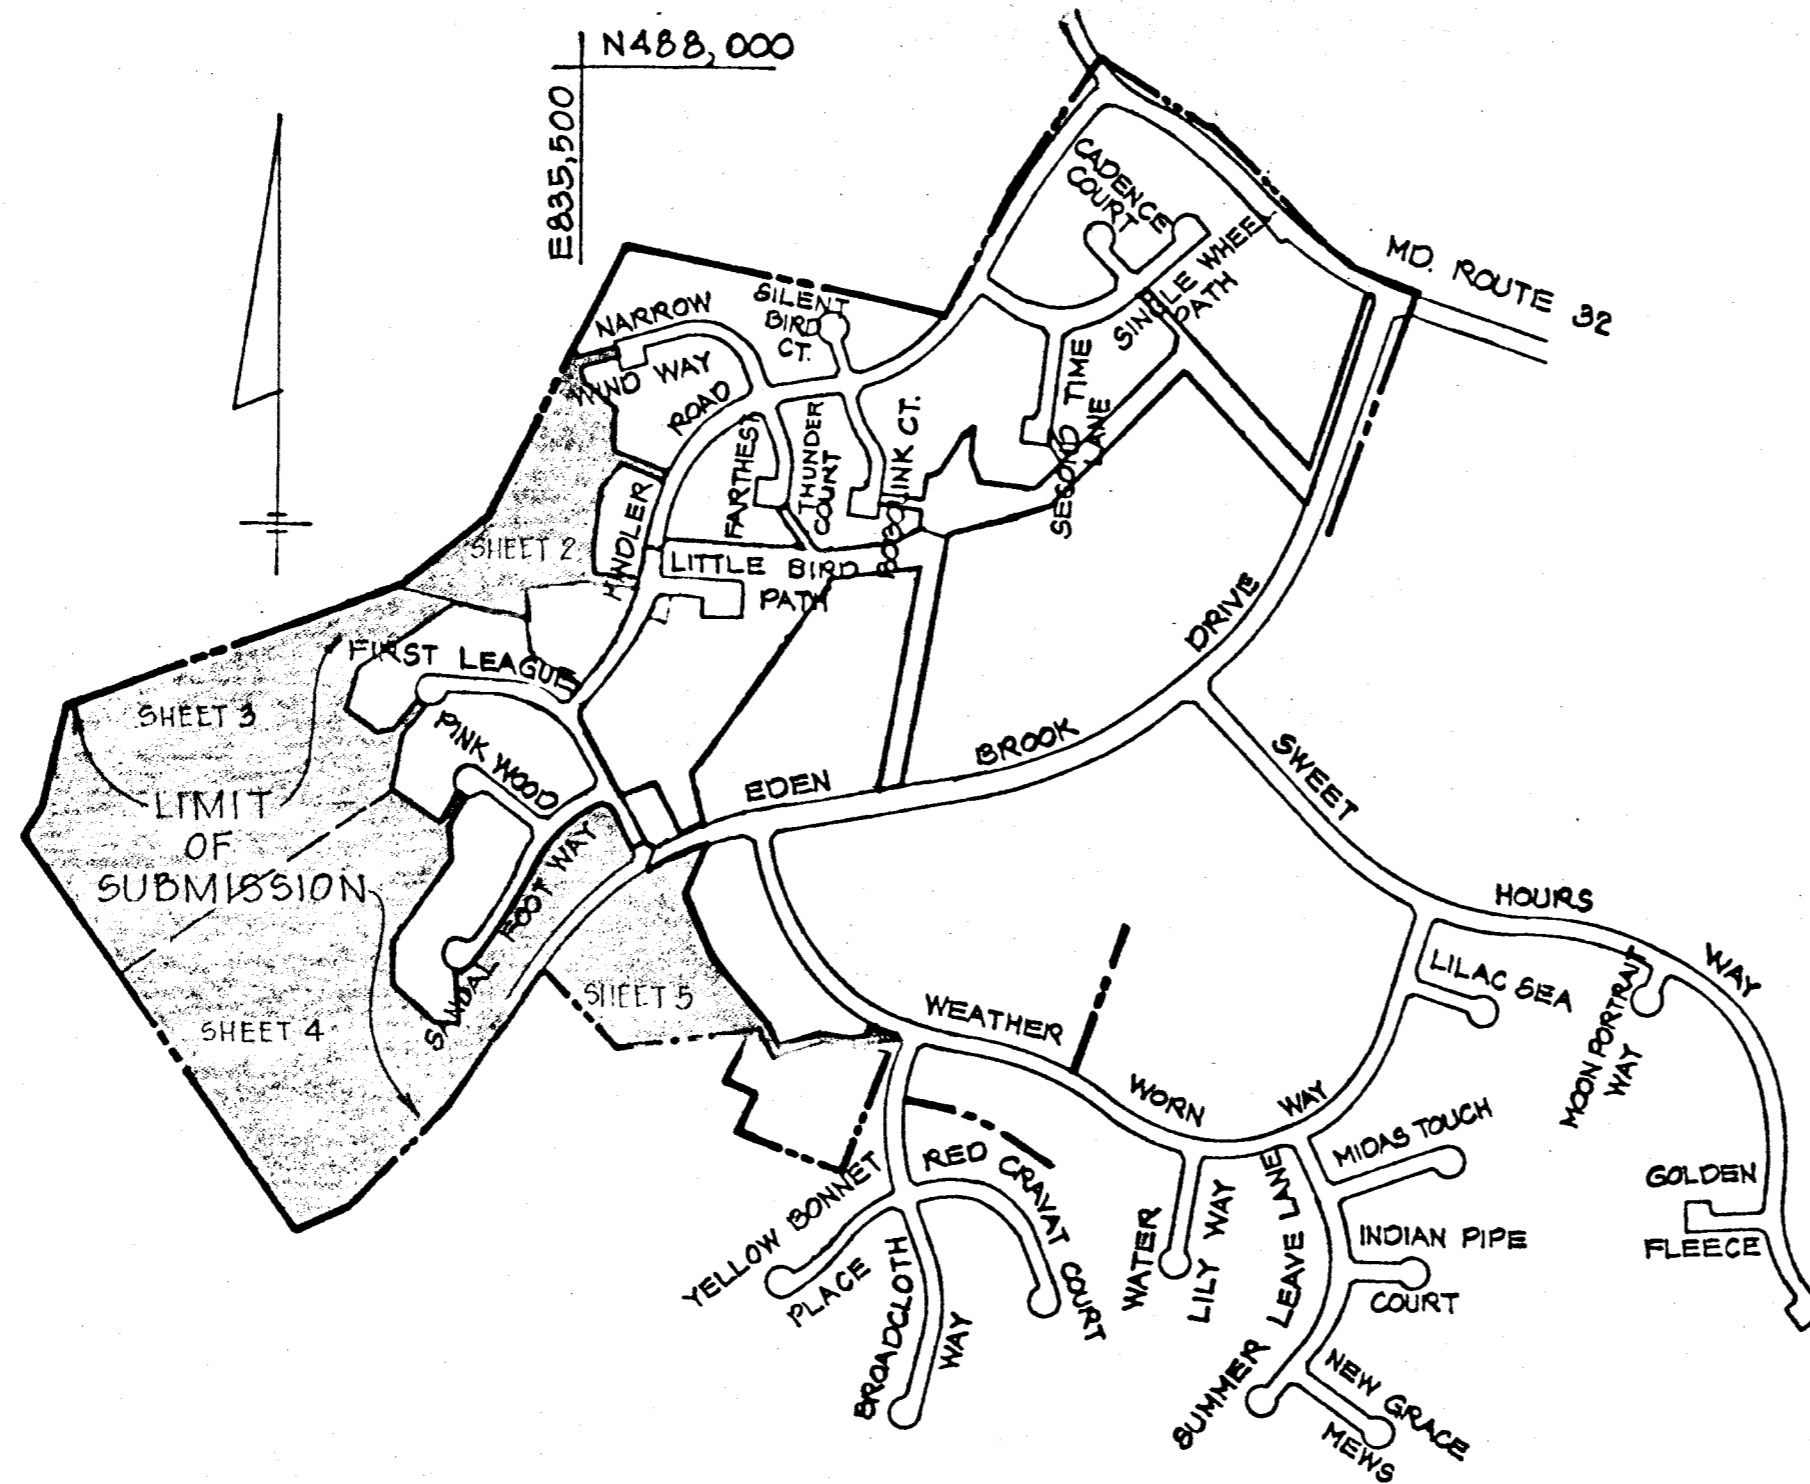 N488,000
E835,500
CADENCE
COURT
SINGLE WHEEL
PATH
MD. ROUTE 32
SILENT
BIRD
CT.
NARROW
WIND WAY
ROAD
HINDLER
FARTHEST
THUNDER
COURT
BOBOLINK CT.
SECOND TIME
LANE
SHEET 2
LITTLE BIRD
PATH
FIRST LEAGUE
SHEET 3
PINK WOOD
LIMIT
OF
SUBMISSION
SANDAL FOOT WAY
SHEET 4
SHEET 5
EDEN BROOK DRIVE
SWEET HOURS WAY
LILAC SEA
MOON PORTRAIT
WAY
WEATHER WORN WAY
MIDAS TOUCH
GOLDEN
FLEECE
INDIAN PIPE
COURT
RED CRAVAT COURT
YELLOW BONNET
PLACE
BROADCLOTH
WAY
WATER
LILY WAY
SUMMER LEAVE LANE
NEW GRACE
MEWS